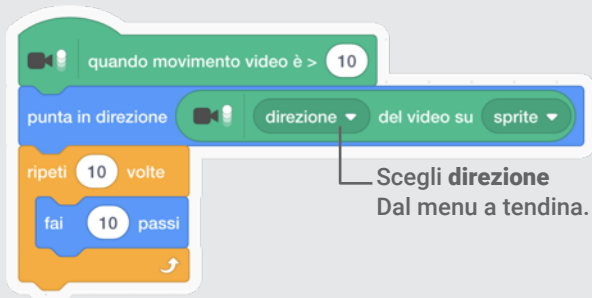 quando movimento video è > 10
punta in direzione direzione del video su sprite
ripeti 10 volte
Scegli direzione
Dal menu a tendina.
fai 10 passi